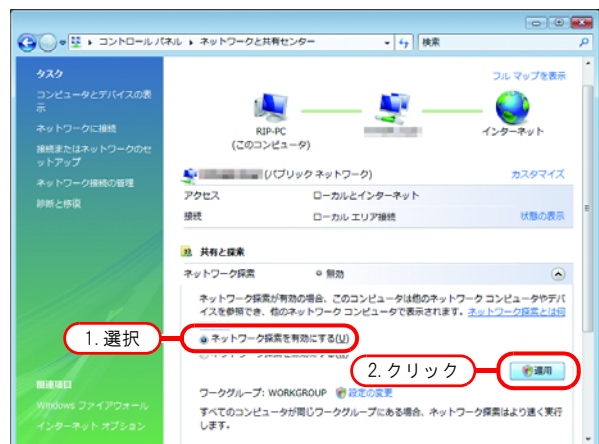 コントロール パネル ▸ ネットワークと共有センター
検索
タスク
コンピュータとデバイスの表
示
ネットワークに接続
接続またはネットワークのセ
ットアップ
ネットワーク接続の管理
診断と修復
関連項目
Windows ファイアウォール
インターネット オプション
フル マップを表示
RIP-PC
(このコンピュータ)
インターネット
(パブリック ネットワーク)
カスタマイズ
アクセス
ローカルとインターネット
接続
ローカル エリア接続
状態の表示
共有と探索
ネットワーク探索
無効
ネットワーク探索が有効の場合、このコンピュータは他のネットワーク コンピュータやデバ
イスを参照でき、他のネットワーク コンピュータで表示されます。 ネットワーク探索とは何
1. 選択
ネットワーク探索を有効にする(U)
2. クリック
適用
ワークグループ: WORKGROUP
設定の変更
すべてのコンピュータが同じワークグループにある場合、ネットワーク探索はより速く実行
します。